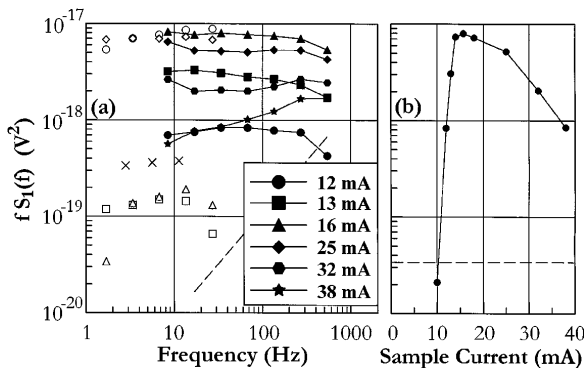 10⁻¹⁷
10⁻¹⁸
10⁻¹⁹
10⁻²⁰
f S₁(f) (V²)
(a)
12 mA
13 mA
16 mA
25 mA
32 mA
38 mA
1 10 100 1000
Frequency (Hz)
(b)
0 10 20 30 40
Sample Current (mA)